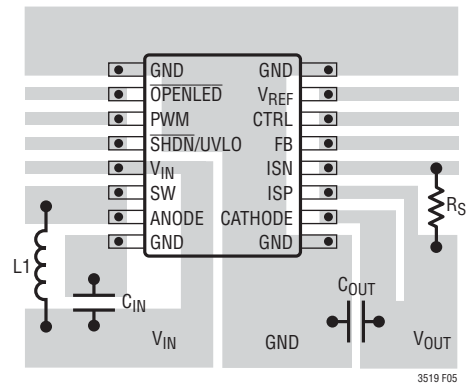 GND GND
OPENLED VREF
PWM CTRL
SHDN/UVLO FB
VIN ISN
SW ISP
ANODE CATHODE
GND GND
RS
L1
CIN
COUT
VIN GND VOUT
3519 F05